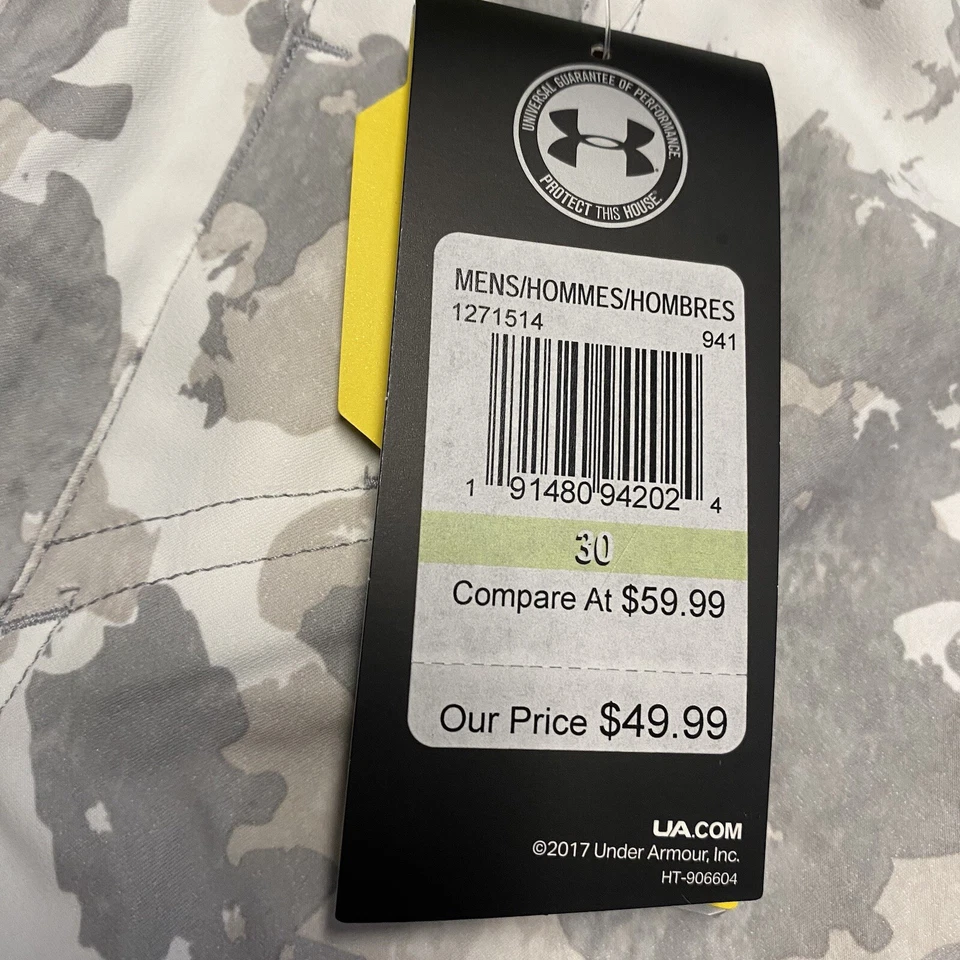 UNIVERSAL GUARANTEE OF PERFORMANCE.
PROTECT THIS HOUSE
MENS/HOMMES/HOMBRES
1271514
941
1 91480 94202 4
30
Compare At $59.99
Our Price $49.99
UA.COM
©2017 Under Armour, Inc.
HT-906604